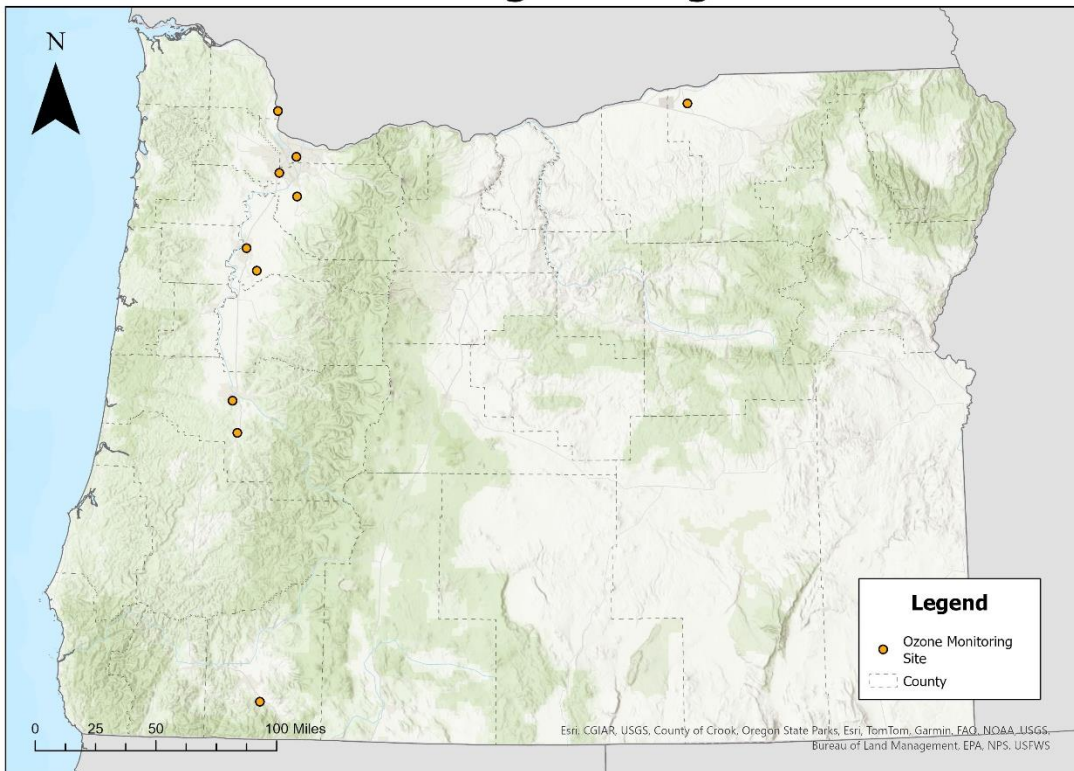 N
Legend
Ozone Monitoring
Site
County
0 25 50 100 Miles
Esri, CGIAR, USGS, County of Crook, Oregon State Parks, Esri, TomTom, Garmin, FAO, NOAA, USGS,
Bureau of Land Management, EPA, NPS, USFWS